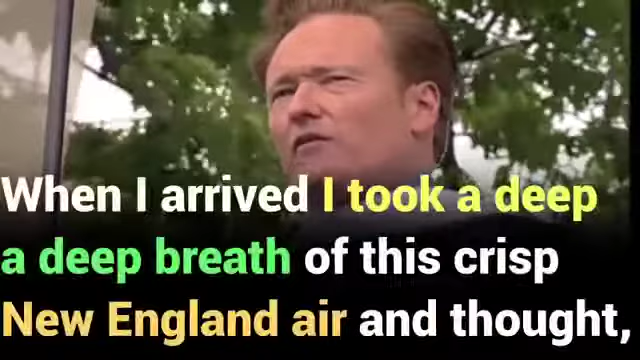 When I arrived I took a deep
a deep breath of this crisp
New England air and thought,